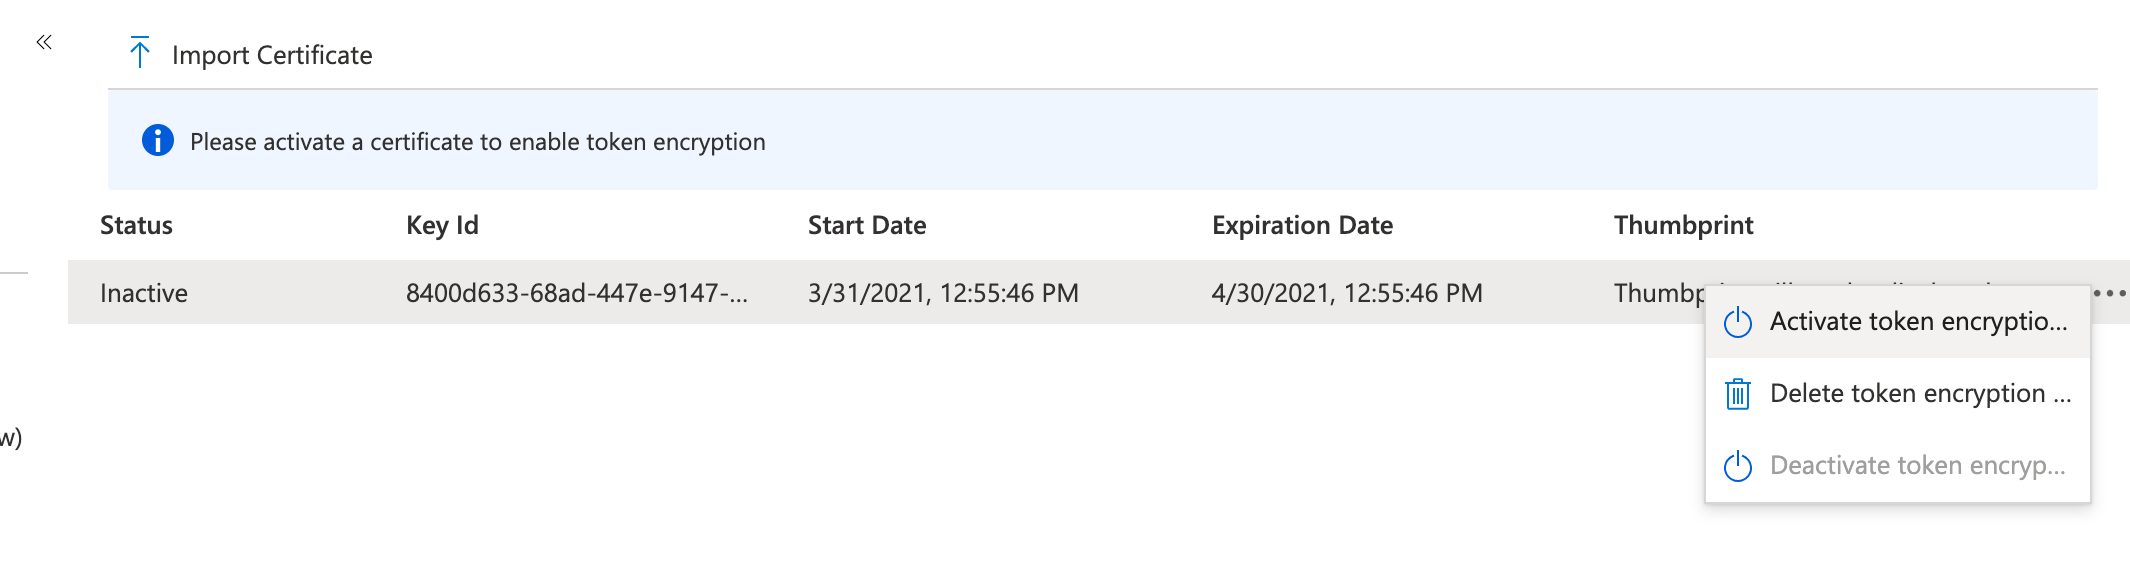 «
Import Certificate
Please activate a certificate to enable token encryption
Status Key Id Start Date Expiration Date Thumbprint
Inactive 8400d633-68ad-447e-9147-... 3/31/2021, 12:55:46 PM 4/30/2021, 12:55:46 PM
Activate token encryptio...
Delete token encryption ...
w)
Deactivate token encryp...